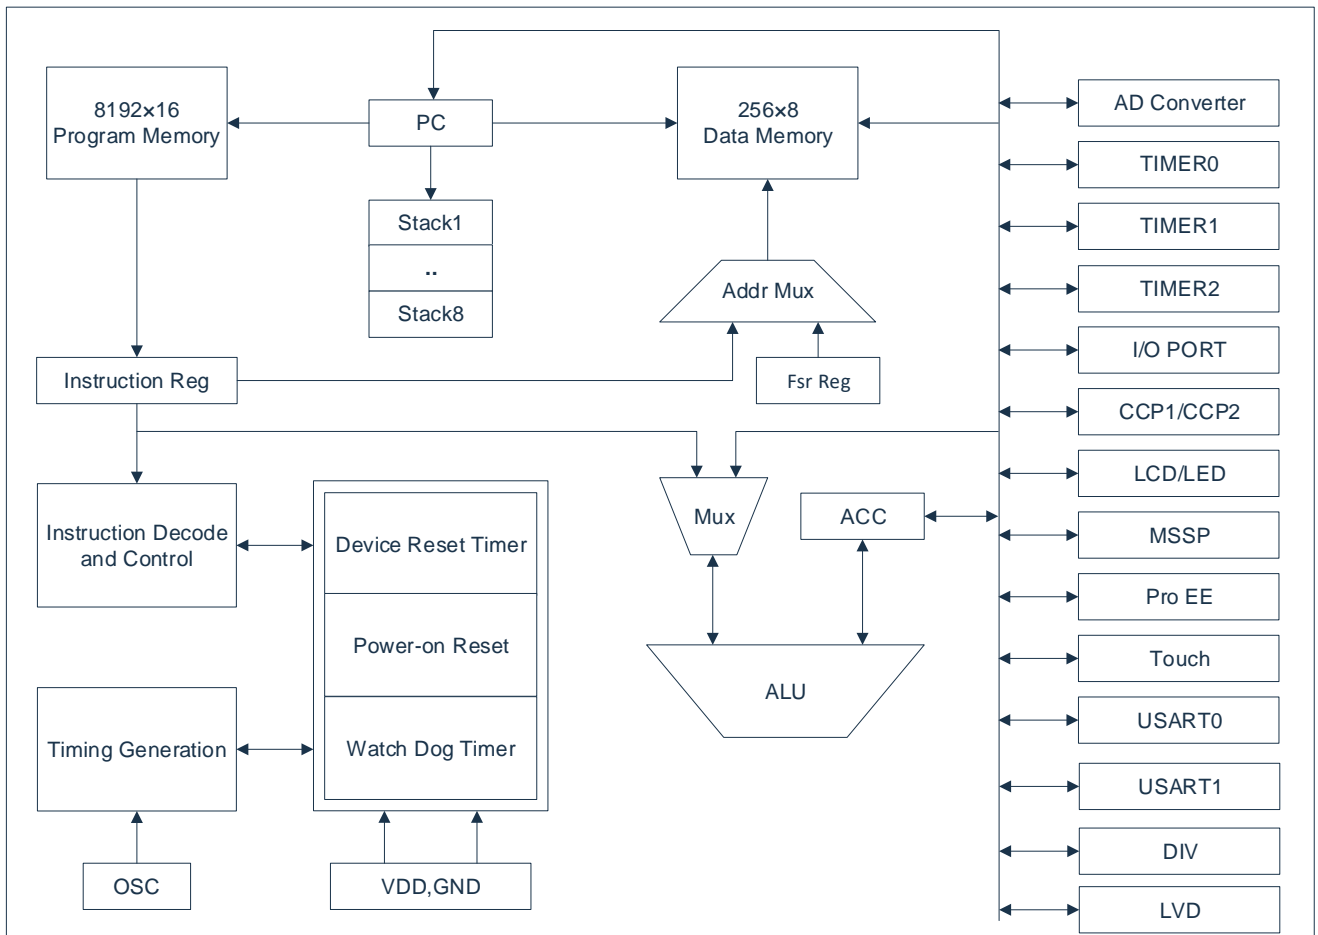 8192×16
Program Memory
PC
256×8
Data Memory
Stack1
..
Stack8
Addr Mux
Instruction Reg
Fsr Reg
Mux
ACC
Instruction Decode
and Control
Device Reset Timer
Power-on Reset
ALU
Timing Generation
Watch Dog Timer
OSC
VDD,GND
AD Converter
TIMER0
TIMER1
TIMER2
I/O PORT
CCP1/CCP2
LCD/LED
MSSP
Pro EE
Touch
USART0
USART1
DIV
LVD